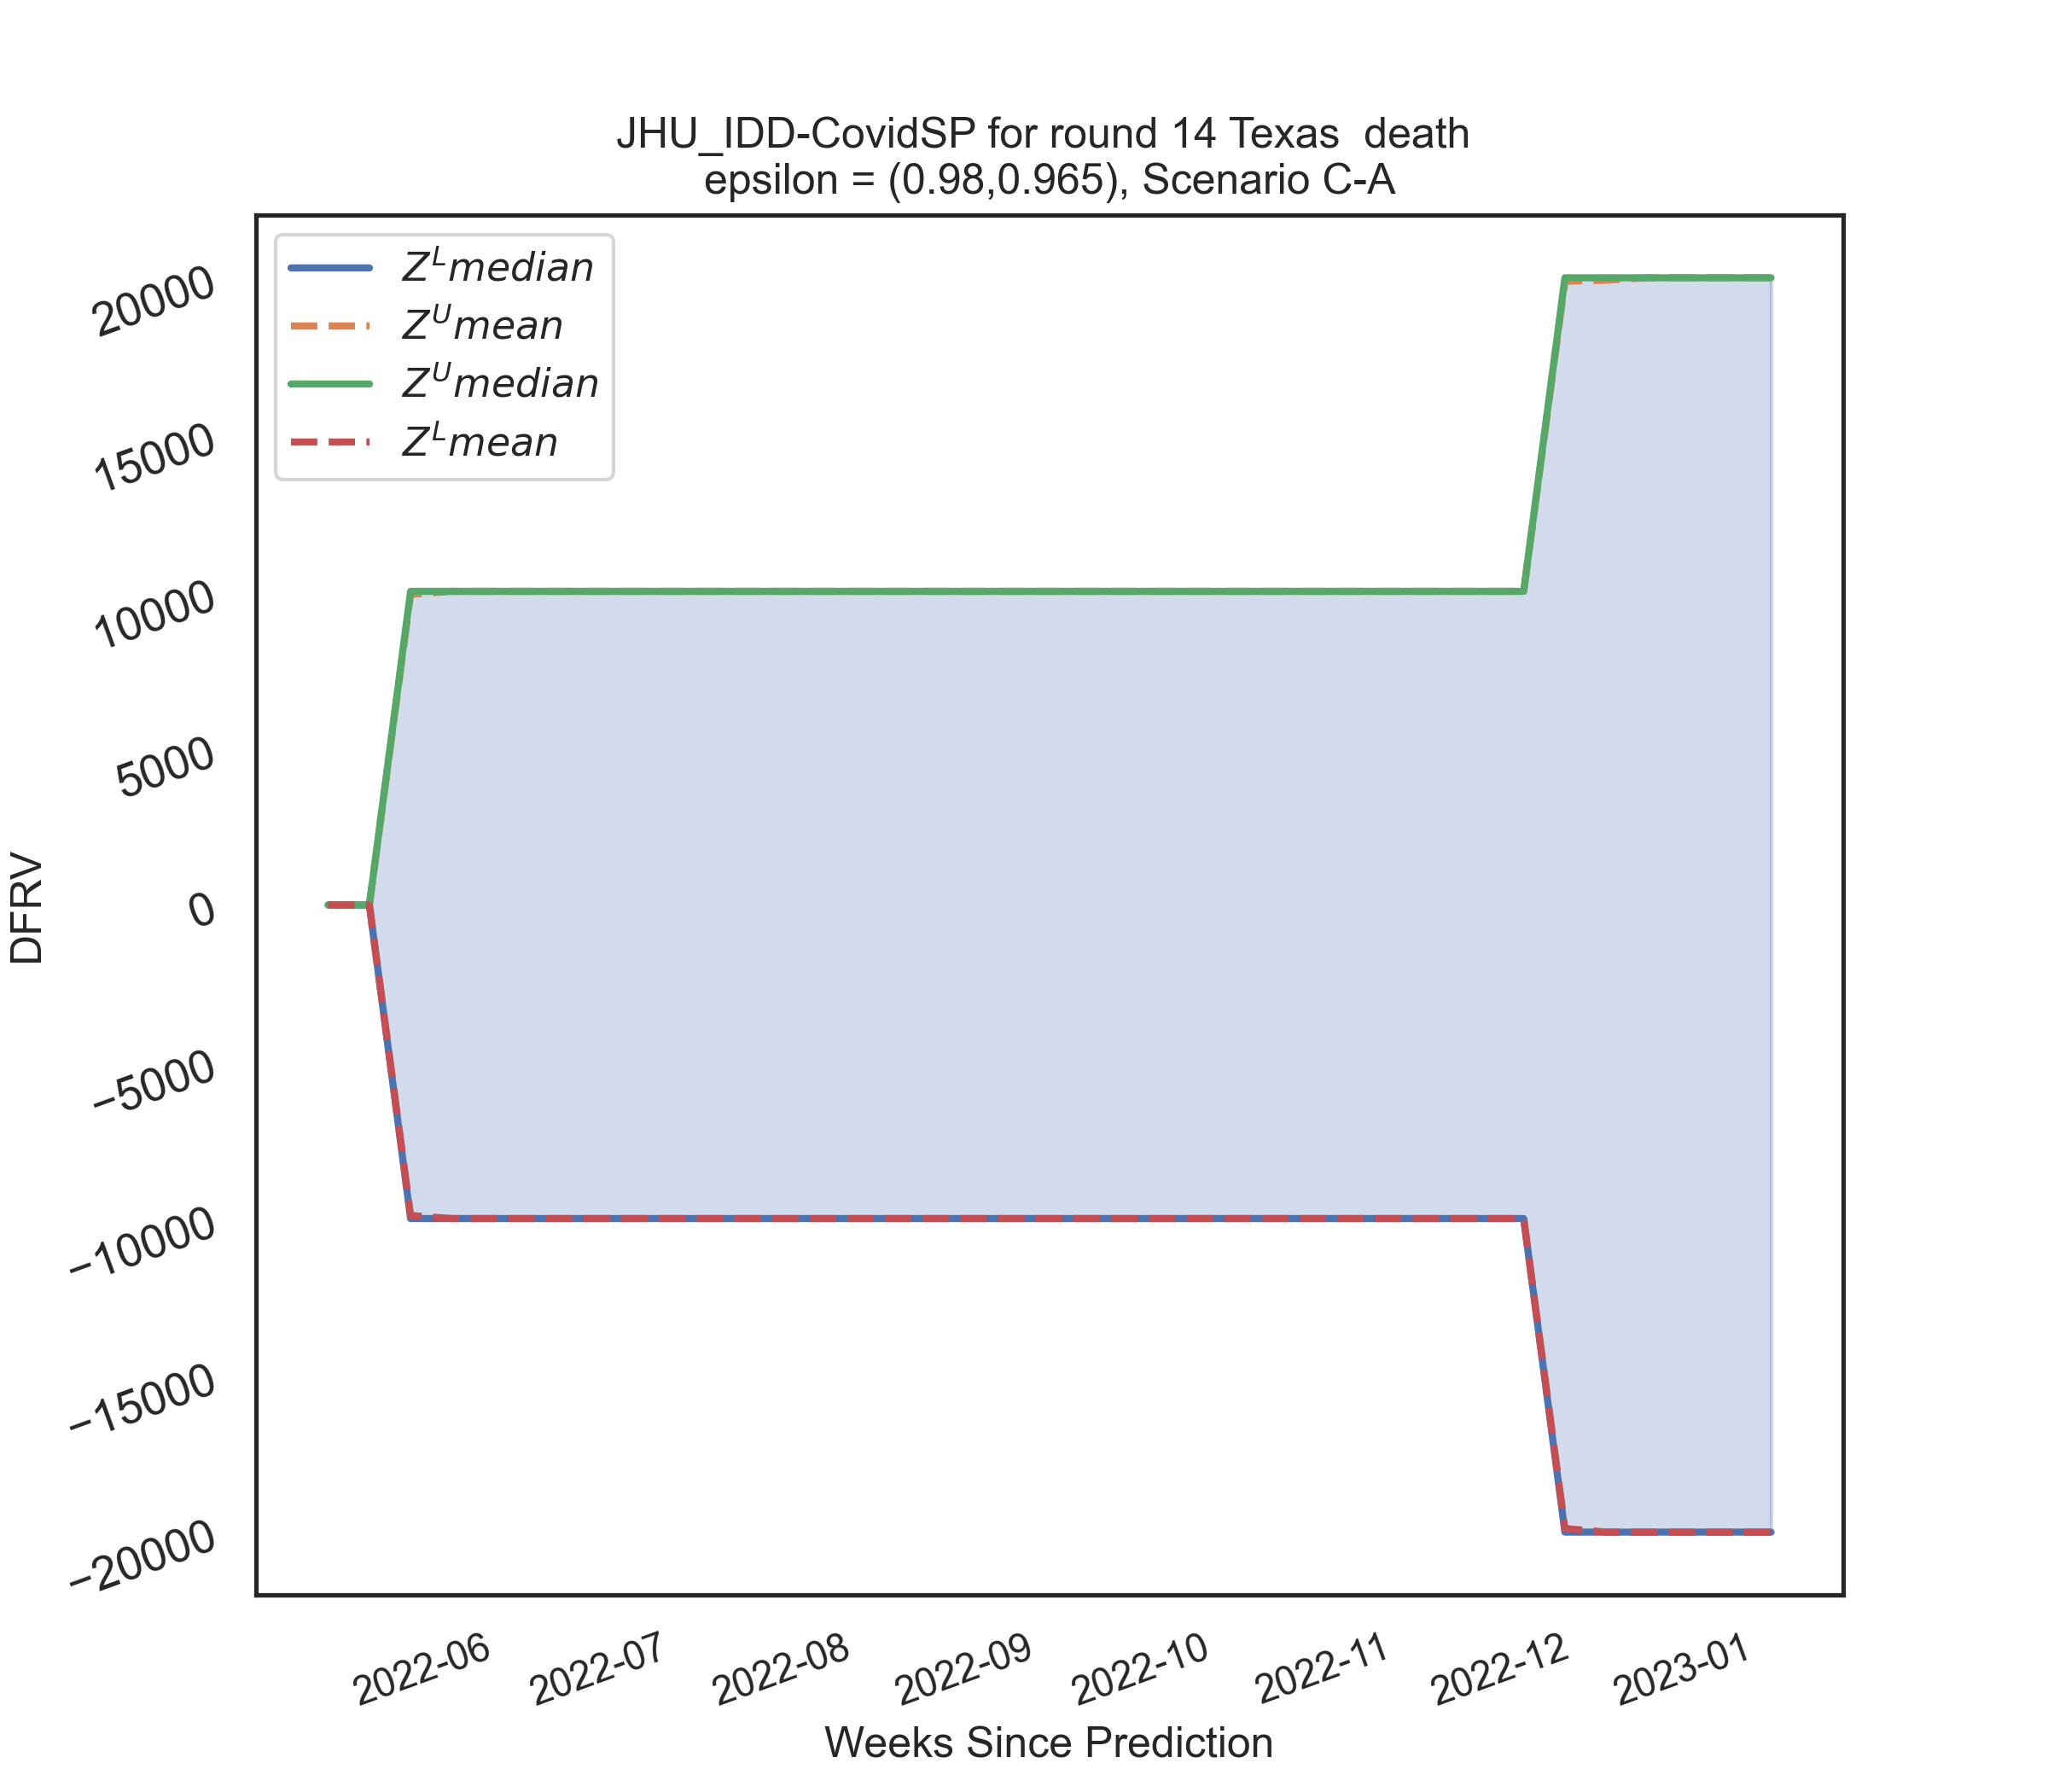 JHU_IDD-CovidSP for round 14 Texas  death
epsilon = (0.98,0.965), Scenario C-A
Z^L median
Z^U mean
Z^U median
Z^L mean
20000
15000
10000
5000
0
−5000
−10000
−15000
−20000
DFRV
2022-06
2022-07
2022-08
2022-09
2022-10
2022-11
2022-12
2023-01
Weeks Since Prediction